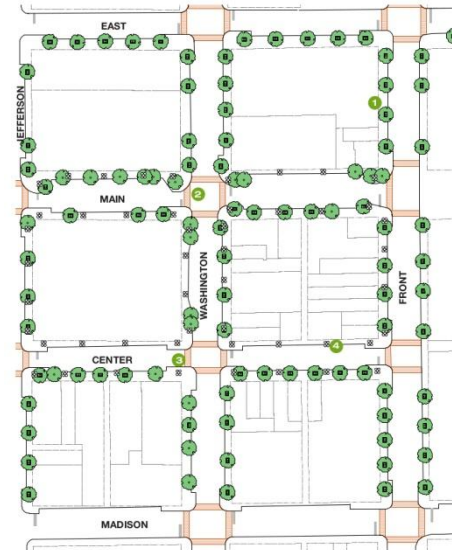 EAST
JEFFERSON
1
MAIN
2
WASHINGTON
FRONT
4
CENTER
3
MADISON